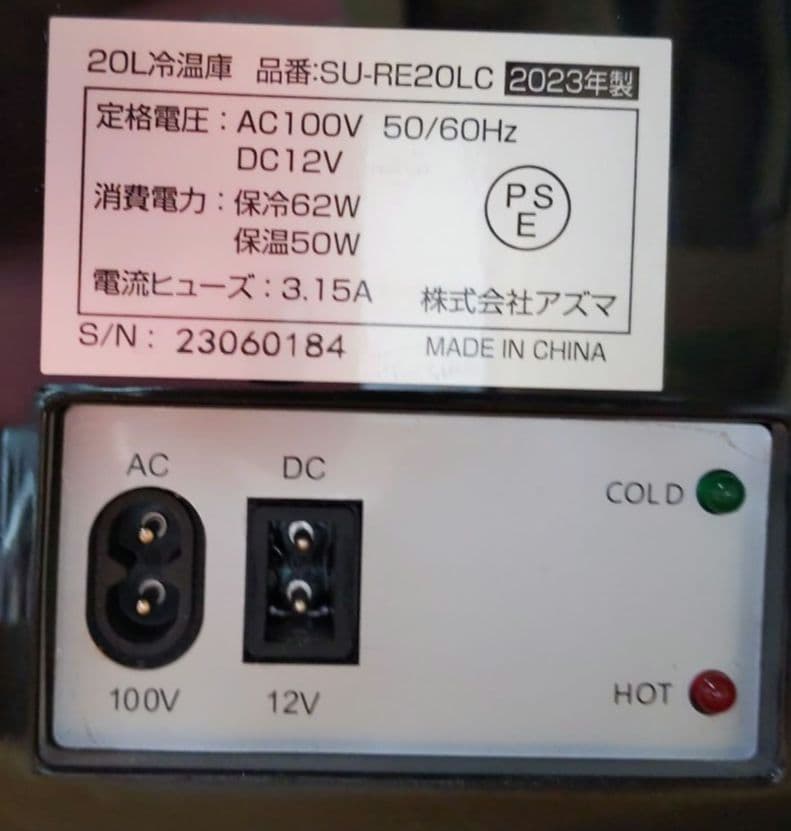 20L冷温庫 品番:SU-RE20LC 2023年製
定格電圧：AC100V 50/60Hz
DC12V
消費電力：保冷62W
保温50W
PS
E
電流ヒューズ：3.15A 株式会社アズマ
S/N： 23060184 MADE IN CHINA
AC DC
COLD
100V 12V
HOT